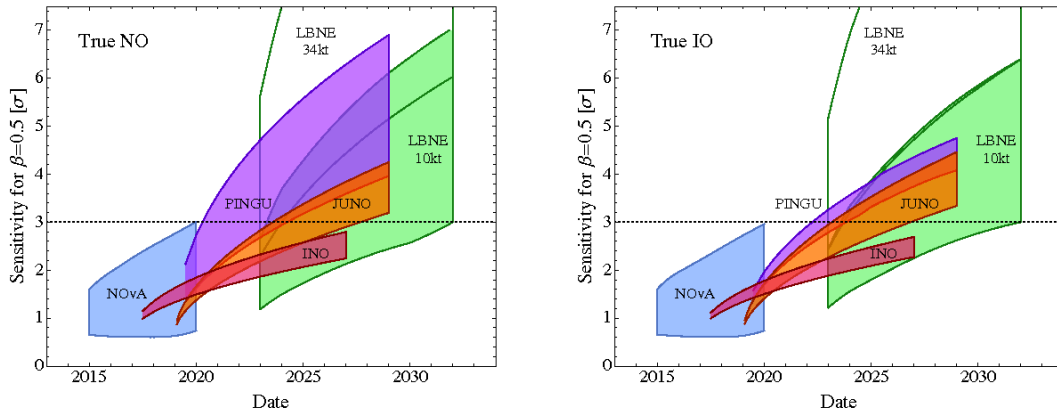 True NO
Sensitivity for β=0.5 [σ]
7
6
5
4
3
2
1
0
LBNE
34kt
LBNE
10kt
PINGU
JUNO
INO
NOvA
2015
2020
2025
2030
Date
True IO
Sensitivity for β=0.5 [σ]
7
6
5
4
3
2
1
0
LBNE
34kt
LBNE
10kt
PINGU
JUNO
INO
NOvA
2015
2020
2025
2030
Date